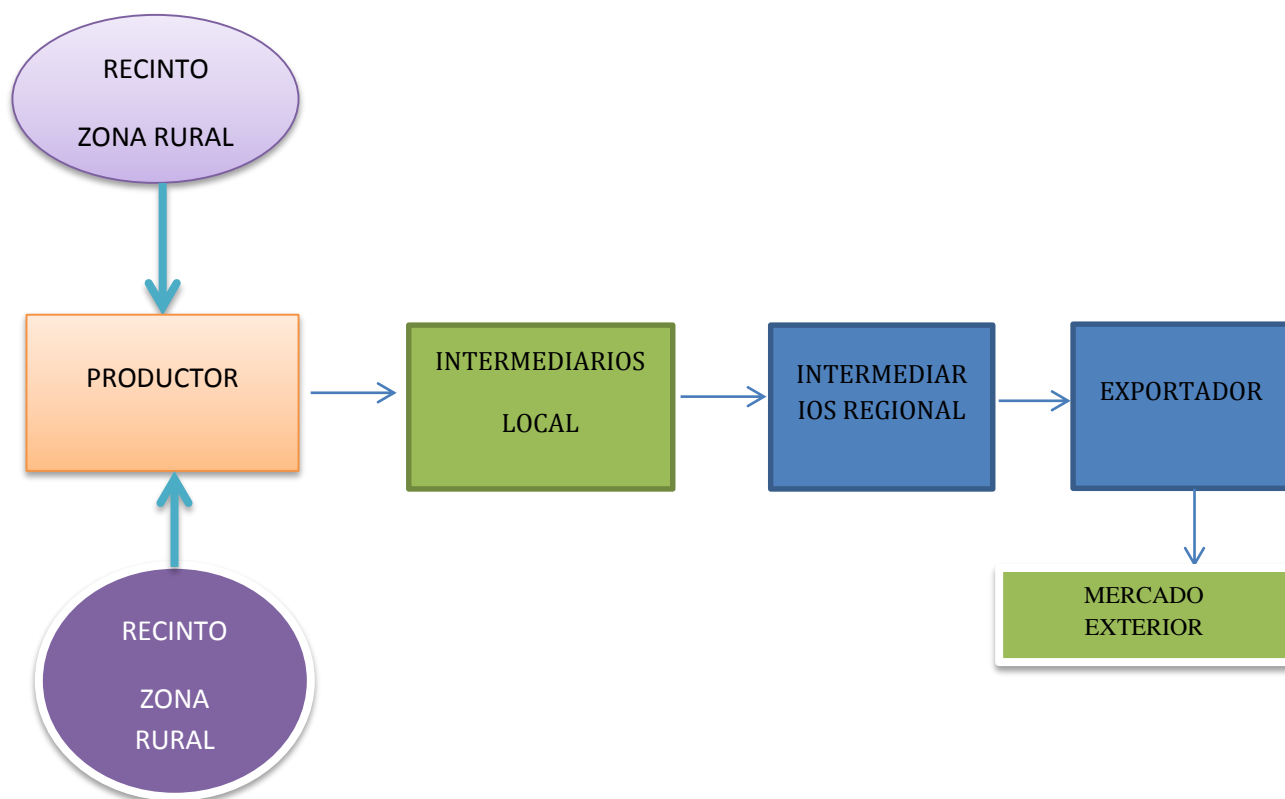 RECINTO
ZONA RURAL
PRODUCTOR
INTERMEDIARIOS
LOCAL
INTERMEDIAR
IOS REGIONAL
EXPORTADOR
MERCADO
EXTERIOR
RECINTO
ZONA
RURAL